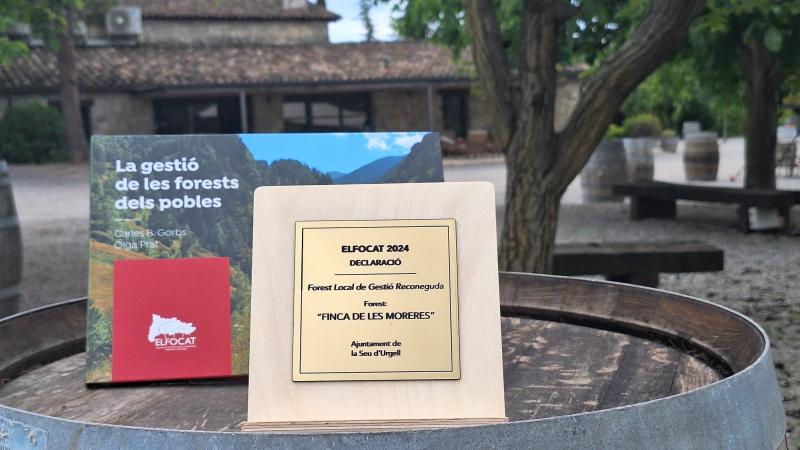 La gestió
de les forests
dels pobles
Carles B. Gorbs
Olga Prat
ELFOCAT
ELFOCAT 2024
DECLARACIÓ
Forest Local de Gestió Reconeguda
Forest:
“FINCA DE LES MORERES”
Ajuntament de
la Seu d'Urgell